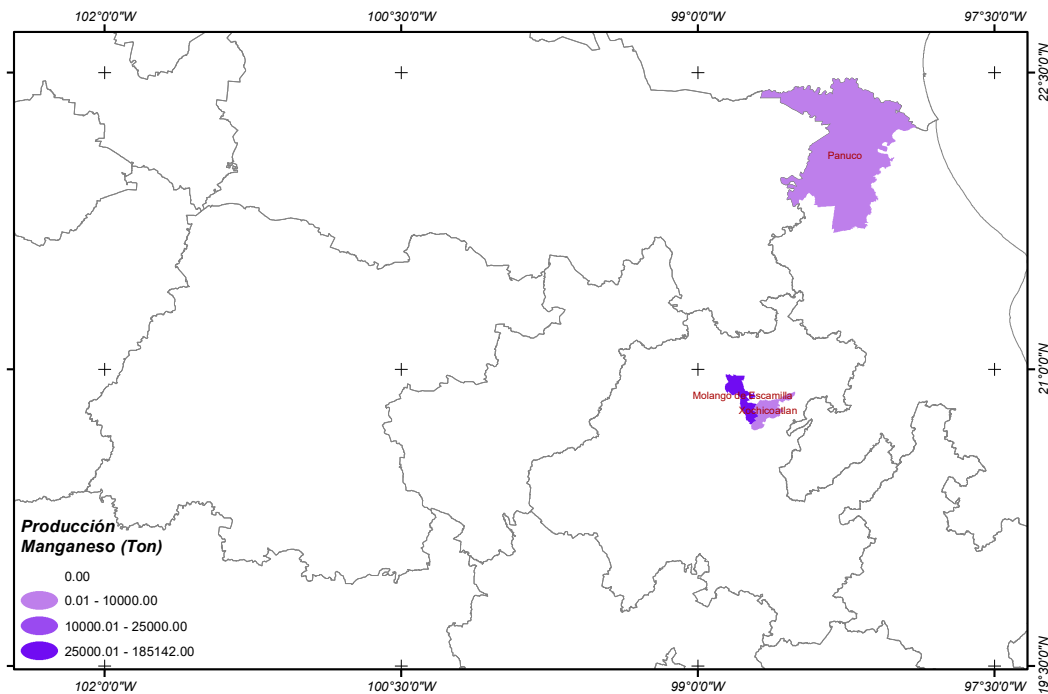 102°0'0"W
100°30'0"W
99°0'0"W
97°30'0"W
22°30'0"N
Panuco
21°0'0"N
Molango de Escamilla
Xochicoatlan
Producción
Manganeso (Ton)
0.00
0.01 - 10000.00
10000.01 - 25000.00
25000.01 - 185142.00
19°30'0"N
102°0'0"W
100°30'0"W
99°0'0"W
97°30'0"W